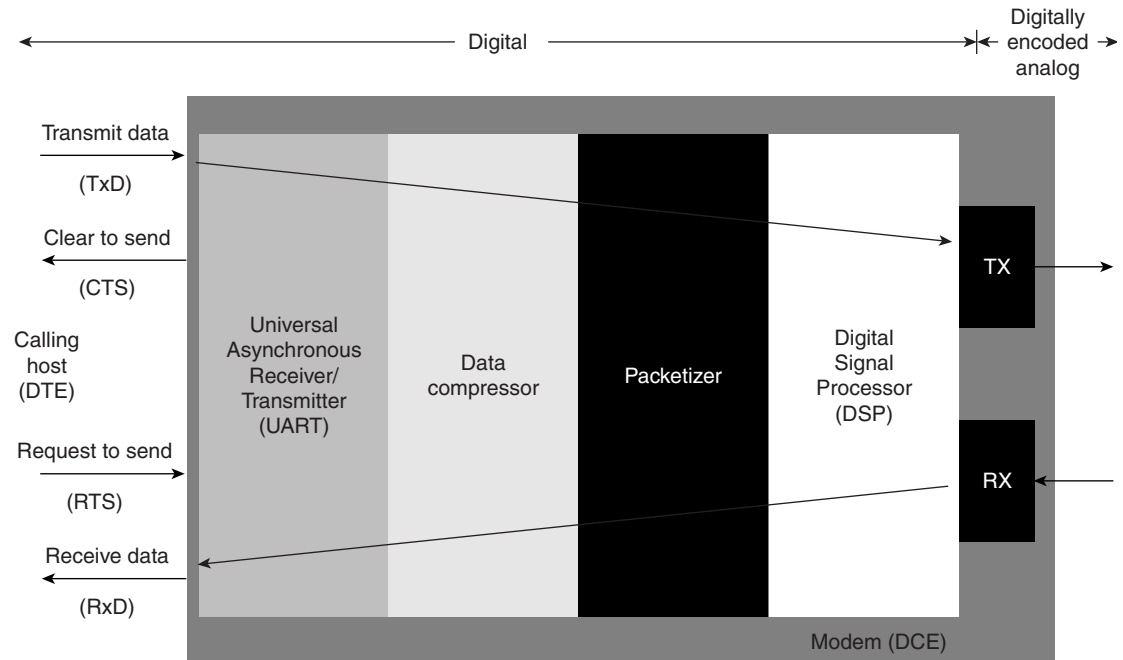 Digital
Digitally
encoded
analog
Transmit data
(TxD)
Clear to send
(CTS)
Calling
host
(DTE)
Request to send
(RTS)
Receive data
(RxD)
Universal
Asynchronous
Receiver/
Transmitter
(UART)
Data
compressor
Packetizer
Digital
Signal
Processor
(DSP)
TX
RX
Modem (DCE)